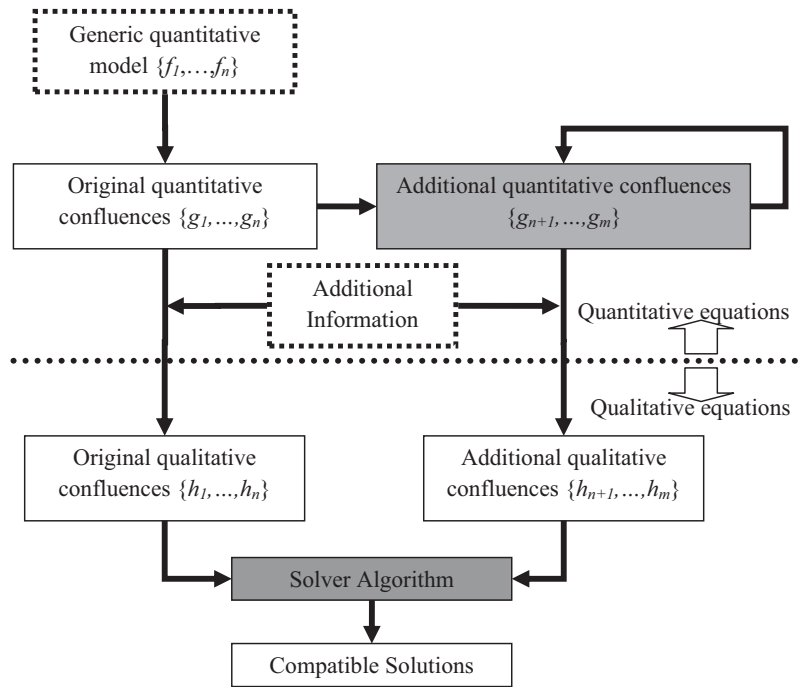 Generic quantitative
model {f1,…,fn}
Original quantitative
confluences {g1,...,gn}
Additional quantitative confluences
{gn+1,...,gm}
Additional
Information
Quantitative equations
Qualitative equations
Original qualitative
confluences {h1,...,hn}
Additional qualitative
confluences {hn+1,...,hm}
Solver Algorithm
Compatible Solutions